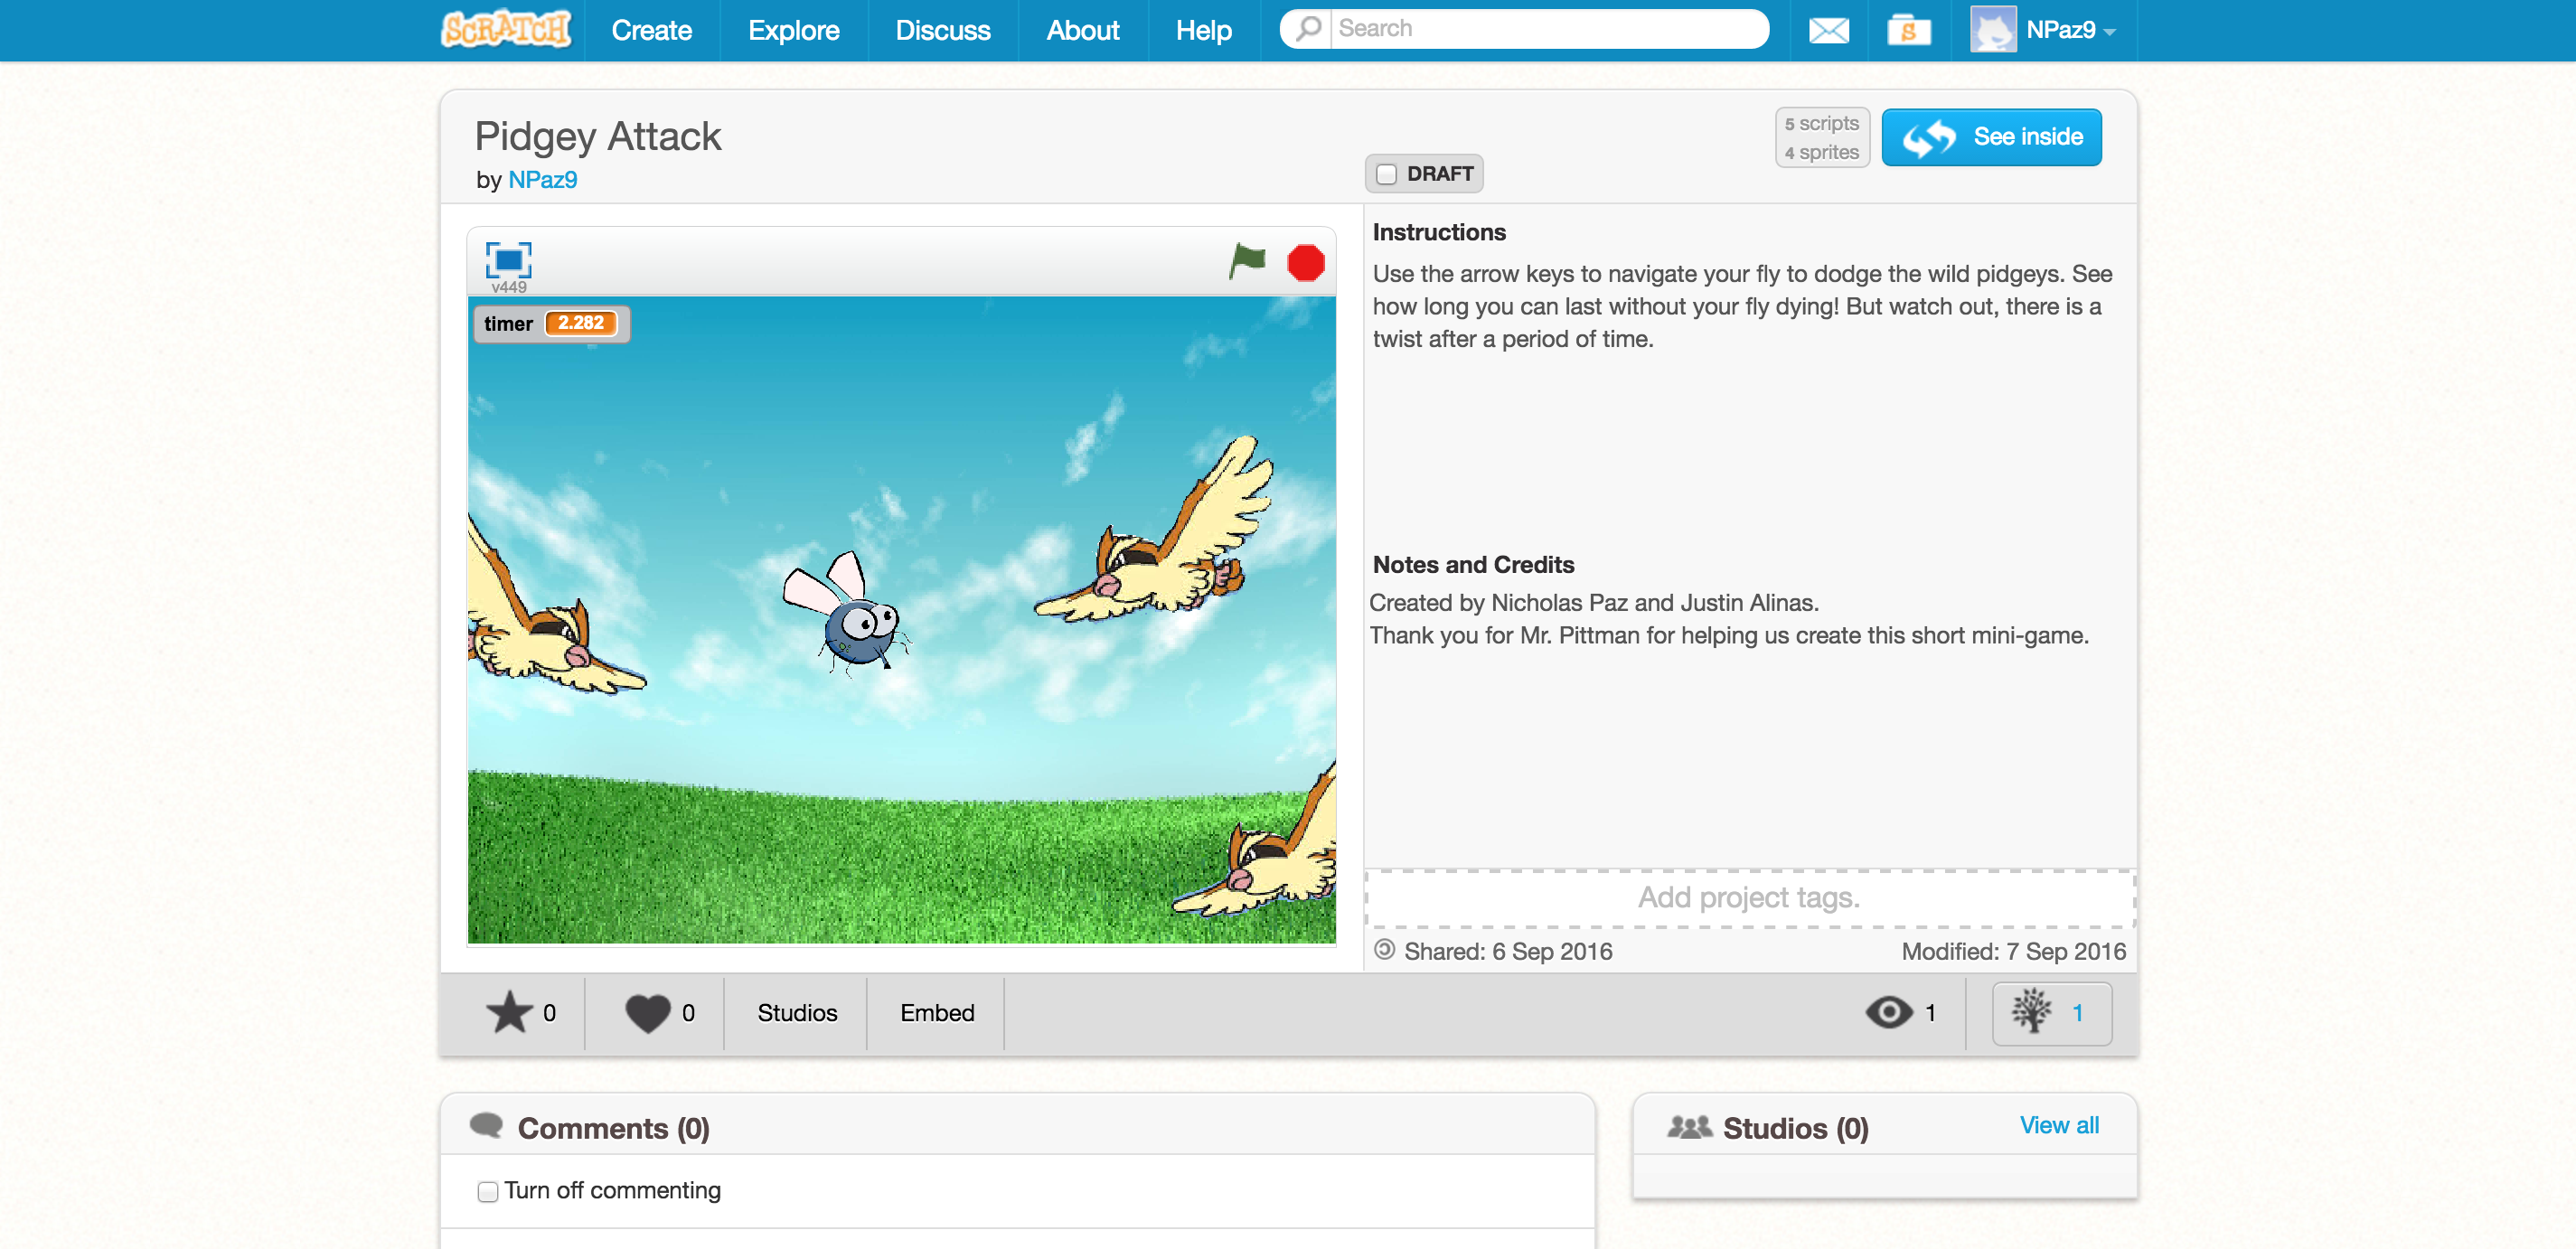 SCRATCH Create Explore Discuss About Help Search S NPaz9
Pidgey Attack
by NPaz9
DRAFT
5 scripts
4 sprites
See inside
v449
timer 2.282
Instructions
Use the arrow keys to navigate your fly to dodge the wild pidgeys. See
how long you can last without your fly dying! But watch out, there is a
twist after a period of time.
Notes and Credits
Created by Nicholas Paz and Justin Alinas.
Thank you for Mr. Pittman for helping us create this short mini-game.
Add project tags.
Shared: 6 Sep 2016 Modified: 7 Sep 2016
0 0 Studios Embed 1 1
Comments (0)
Turn off commenting
Studios (0) View all